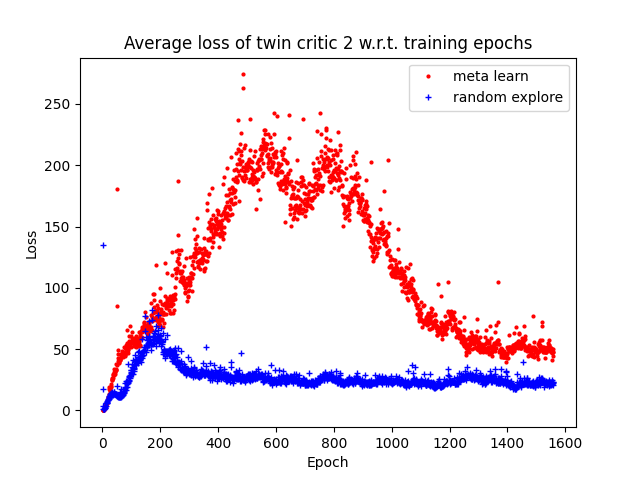 Average loss of twin critic 2 w.r.t. training epochs
meta learn
random explore
250
200
150
100
50
0
Loss
0 200 400 600 800 1000 1200 1400 1600
Epoch